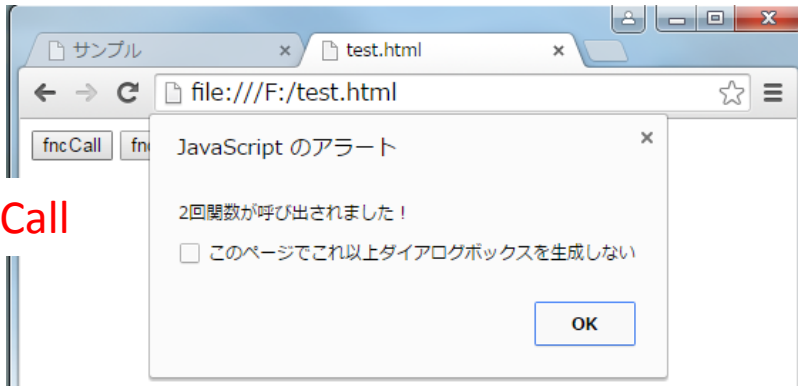 サンプル
test.html
file:///F:/test.html
fncCall
JavaScript のアラート
2回関数が呼び出されました！
Call
このページでこれ以上ダイアログボックスを生成しない
OK